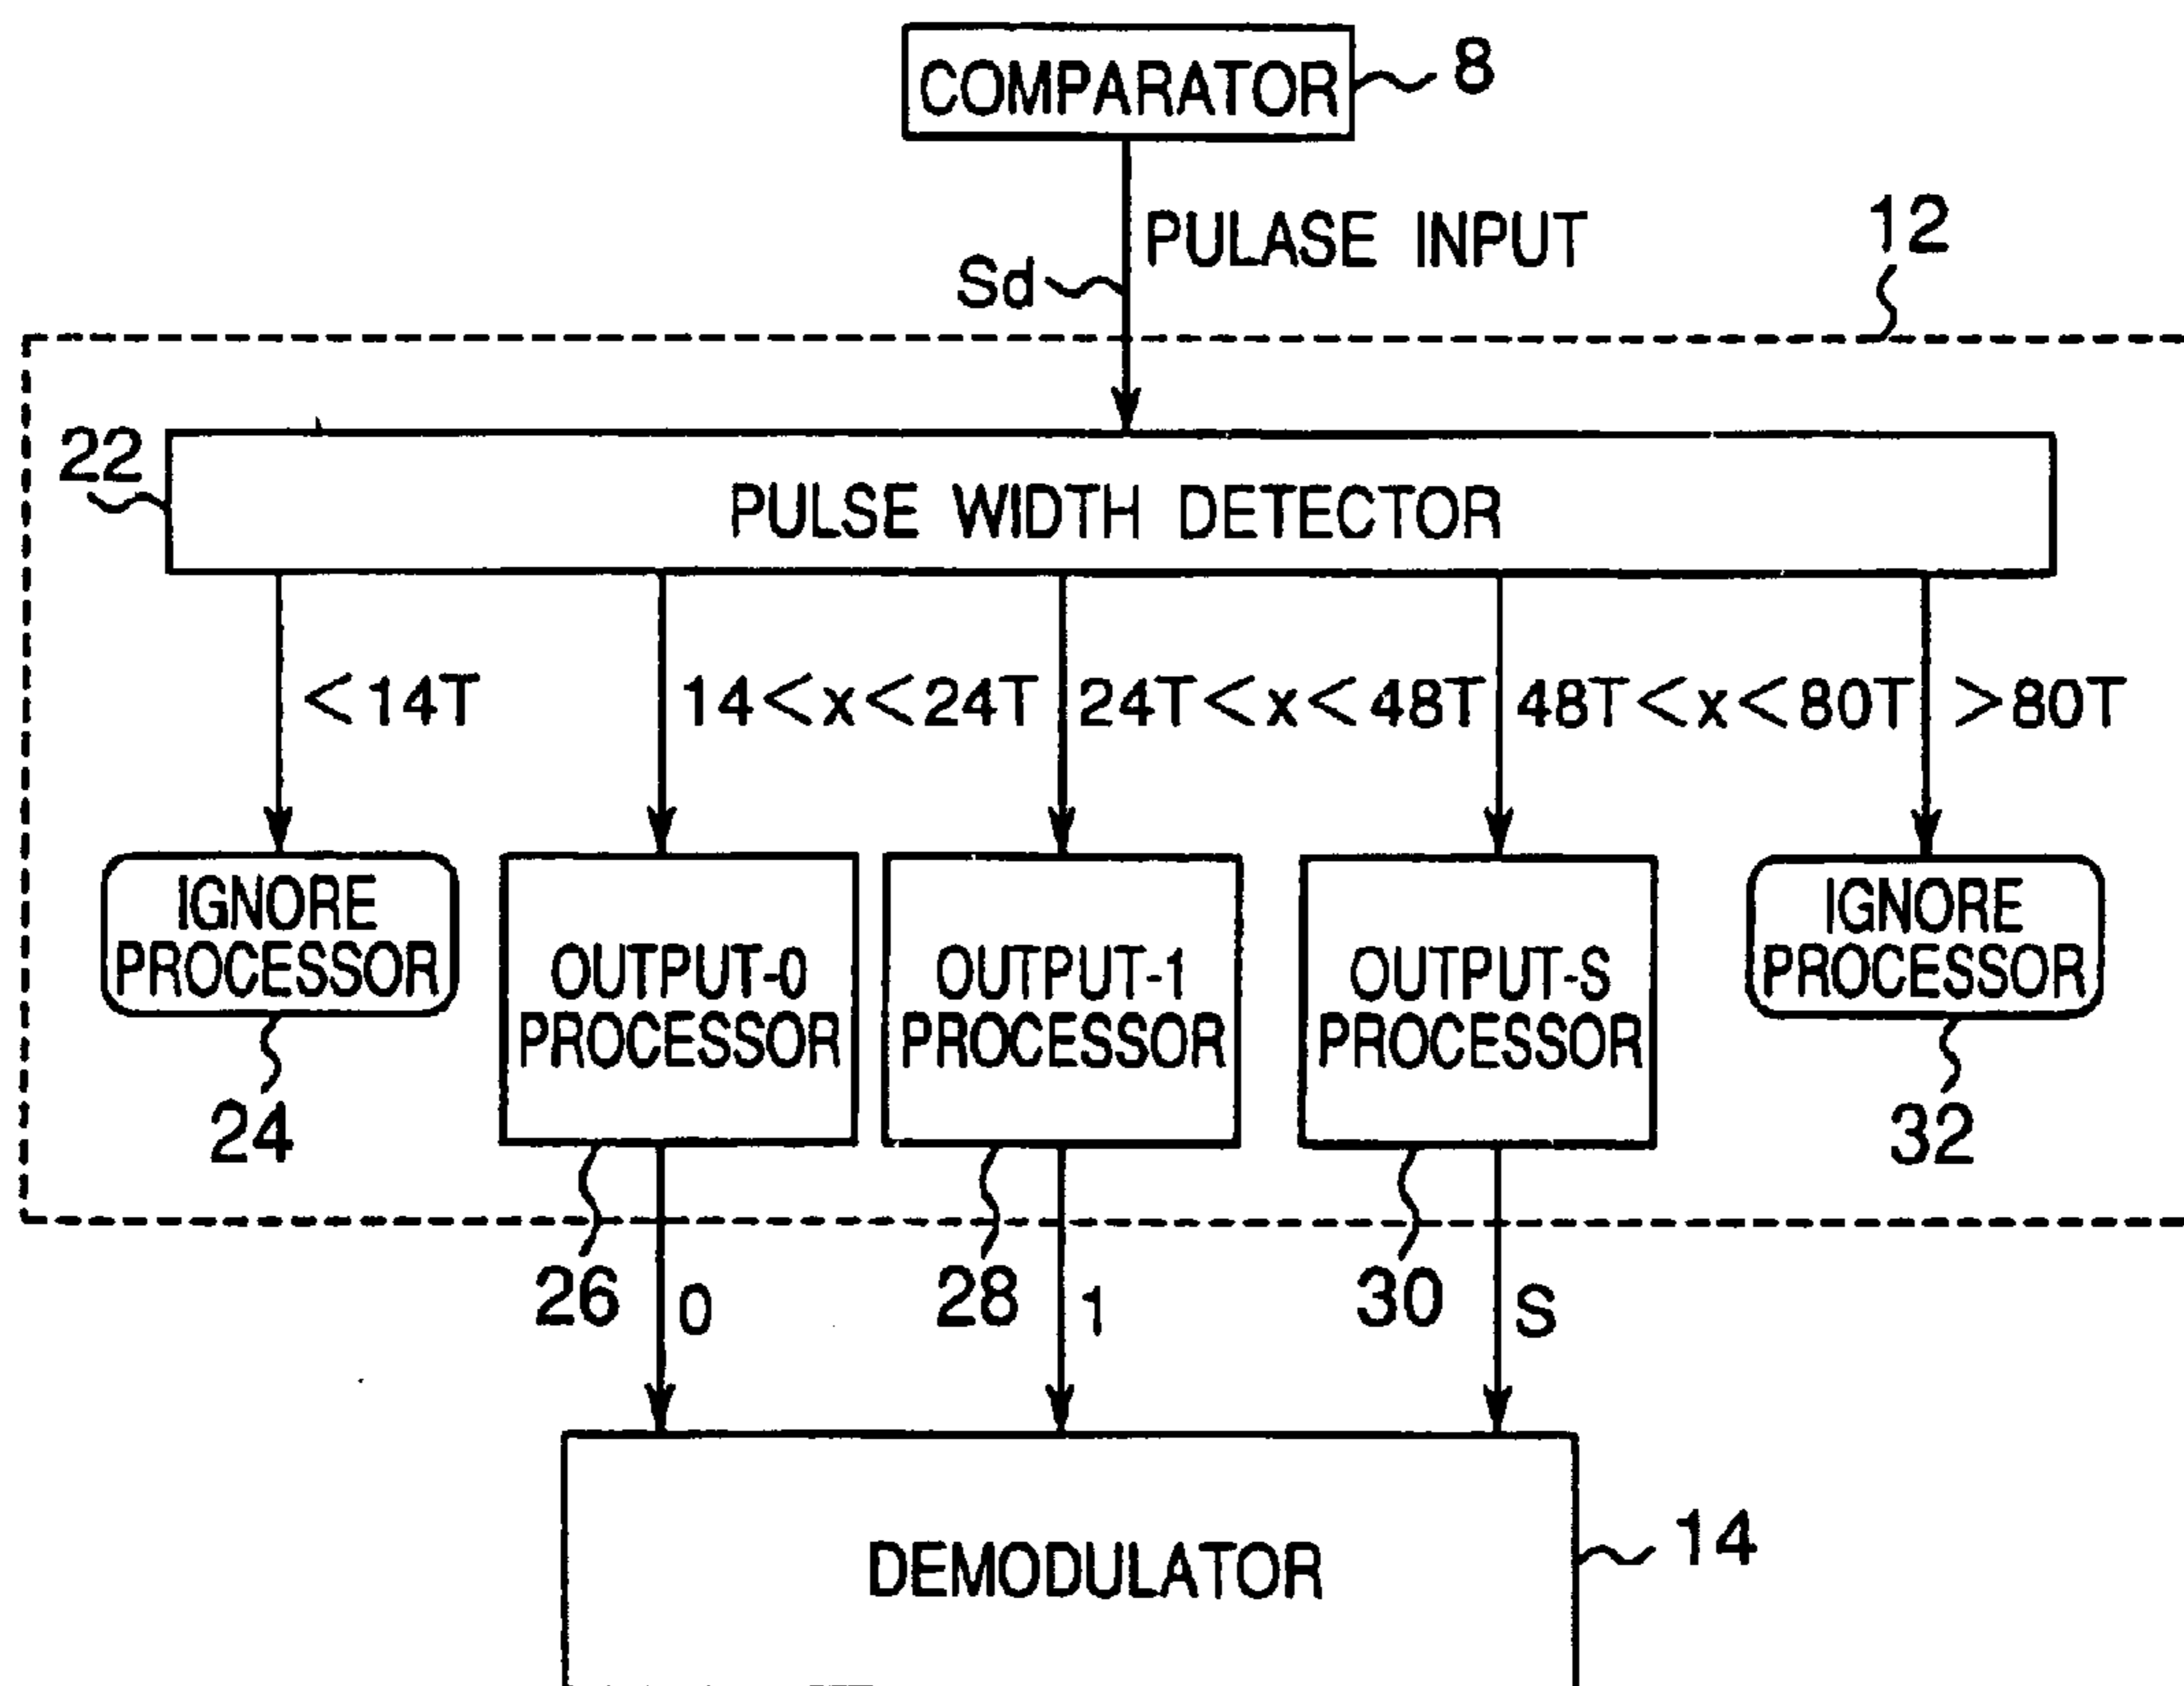 COMPARATOR
8
PULASE INPUT
Sd
12
22
PULSE WIDTH DETECTOR
<14T
14<x<24T
24T<x<48T
48T<x<80T
>80T
IGNORE
PROCESSOR
OUTPUT-0
PROCESSOR
OUTPUT-1
PROCESSOR
OUTPUT-S
PROCESSOR
IGNORE
PROCESSOR
24
32
26
0
28
1
30
S
DEMODULATOR
14